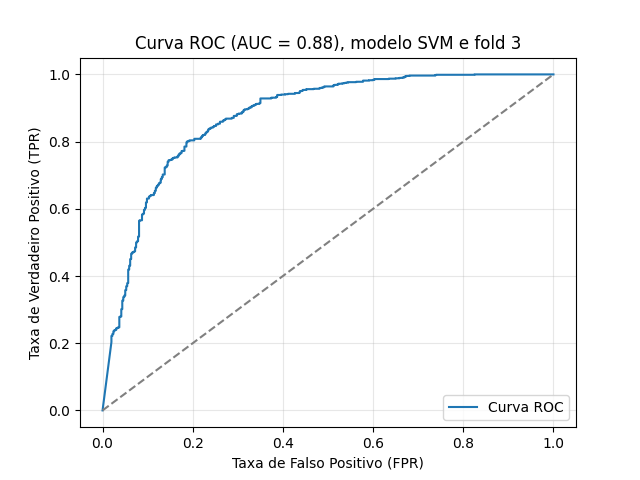 Curva ROC (AUC = 0.88), modelo SVM e fold 3
Taxa de Verdadeiro Positivo (TPR)
1.0
0.8
0.6
0.4
0.2
0.0
0.0 0.2 0.4 0.6 0.8 1.0
Taxa de Falso Positivo (FPR)
Curva ROC